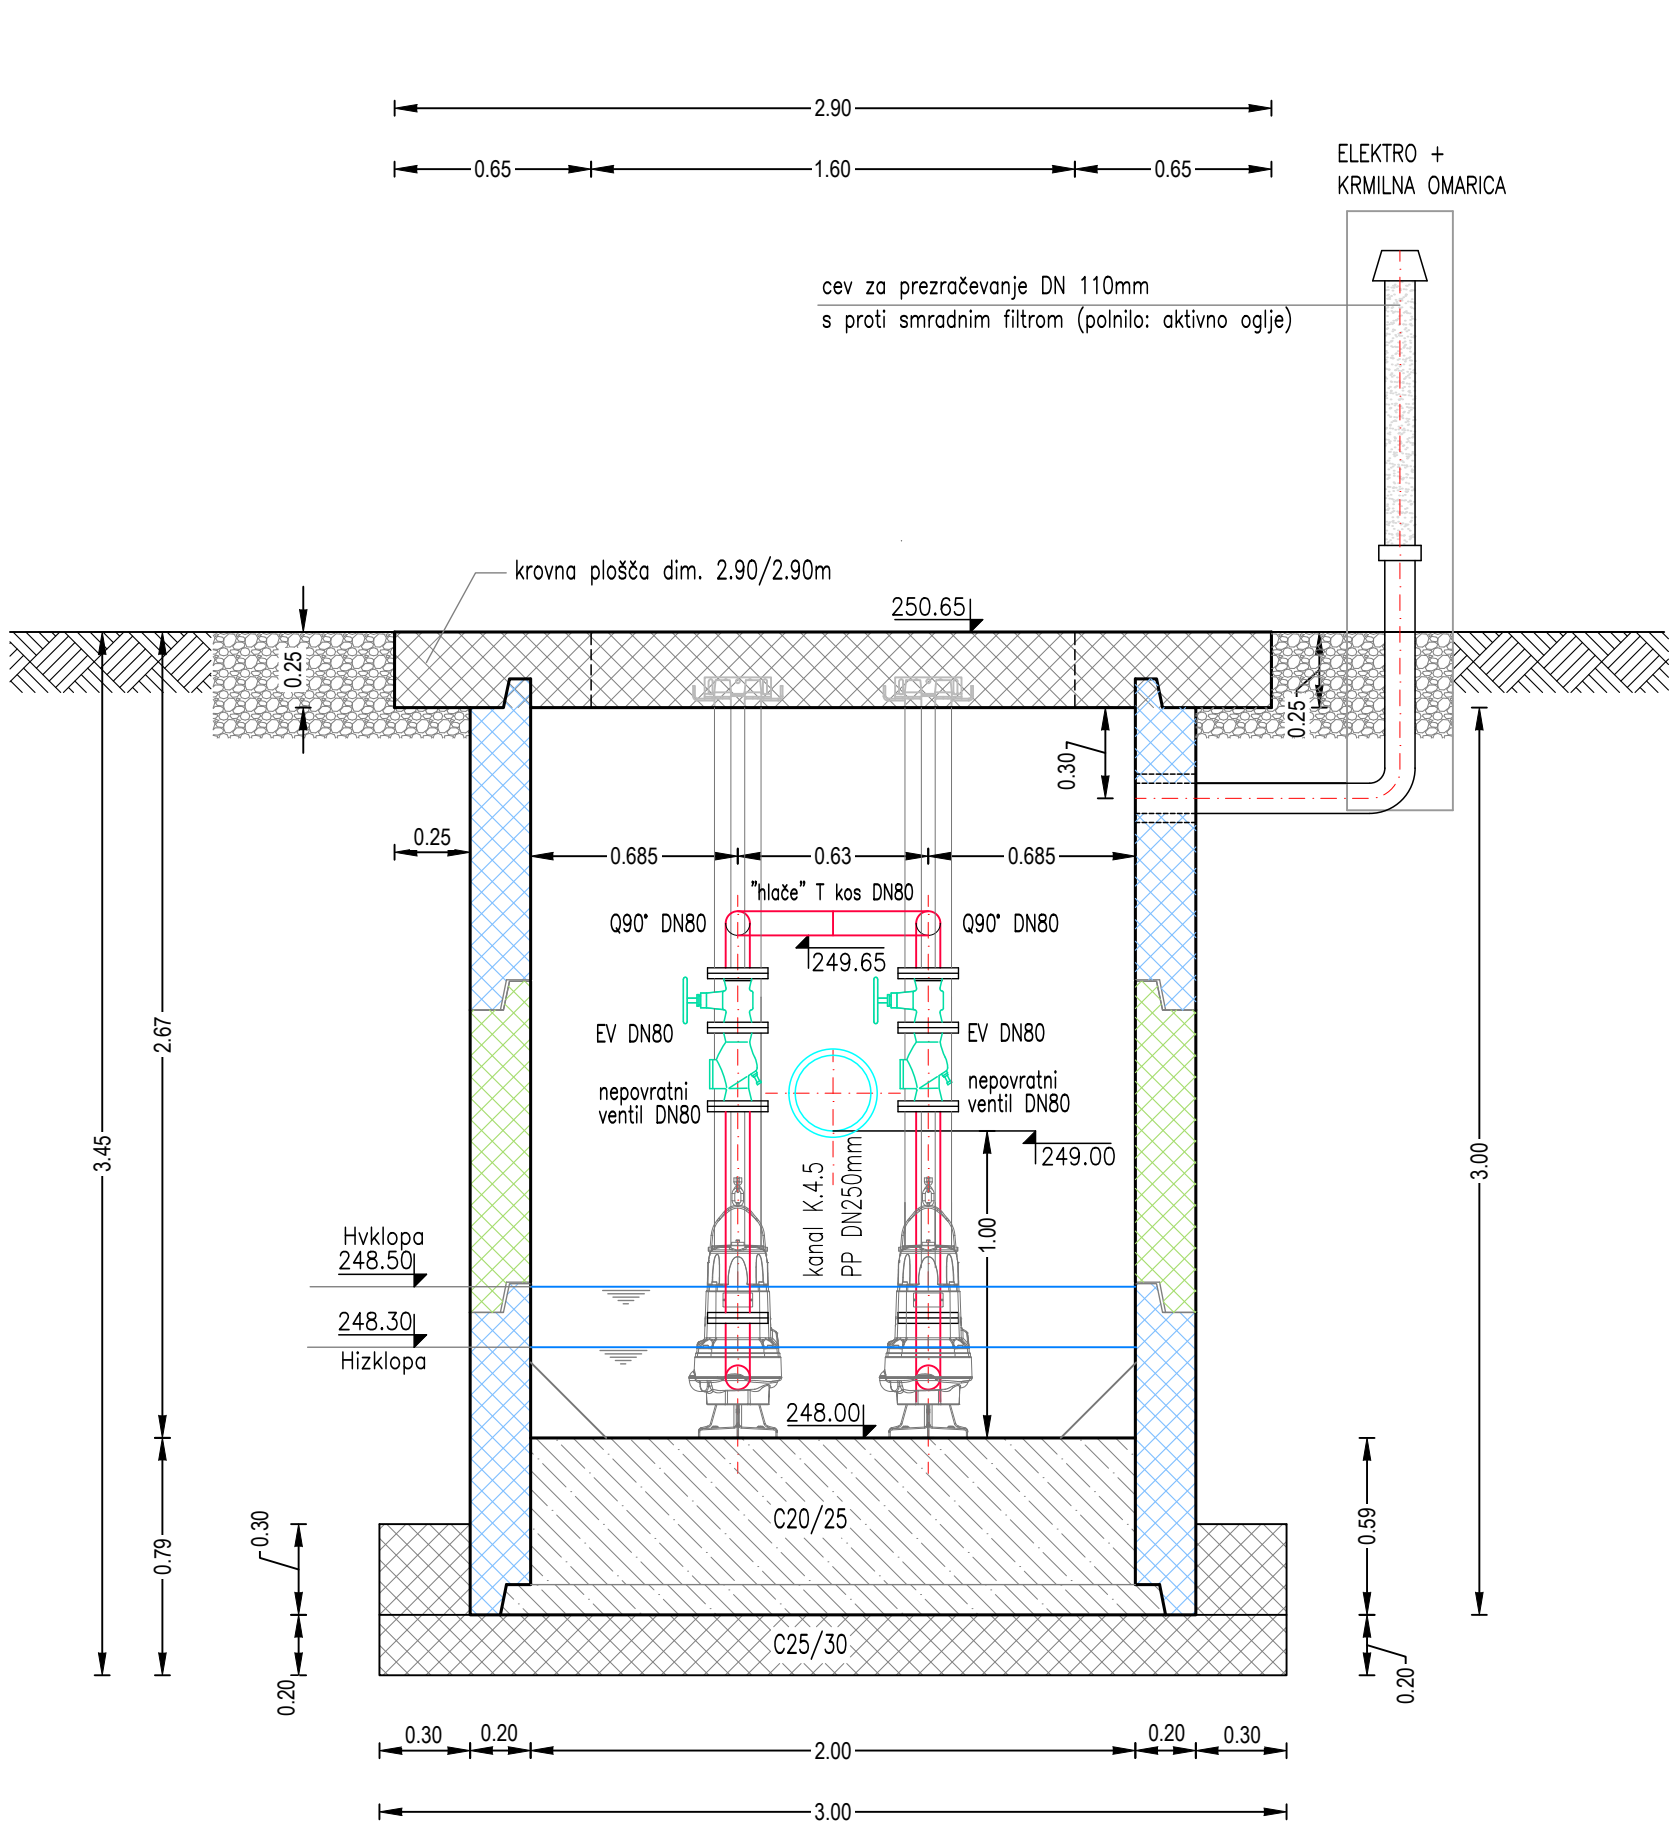 2.90
0.65
1.60
0.65
ELEKTRO +
KRMILNA OMARICA
cev za prezračevanje DN 110mm
s proti smradnim filtrom (polnilo: aktivno oglje)
krovna plošča dim. 2.90/2.90m
250.65
0.25
0.25
0.30
0.25
0.685
0.63
0.685
"hlače" T kos DN80
Q90° DN80
Q90° DN80
249.65
EV DN80
EV DN80
nepovratni
ventil DN80
nepovratni
ventil DN80
249.00
kanal K.4.5
PP DN250mm
1.00
2.67
3.45
3.00
Hvklopa
248.50
248.30
Hizklopa
248.00
C20/25
0.30
0.79
0.59
C25/30
0.20
0.20
0.30
0.20
2.00
0.20
0.30
3.00